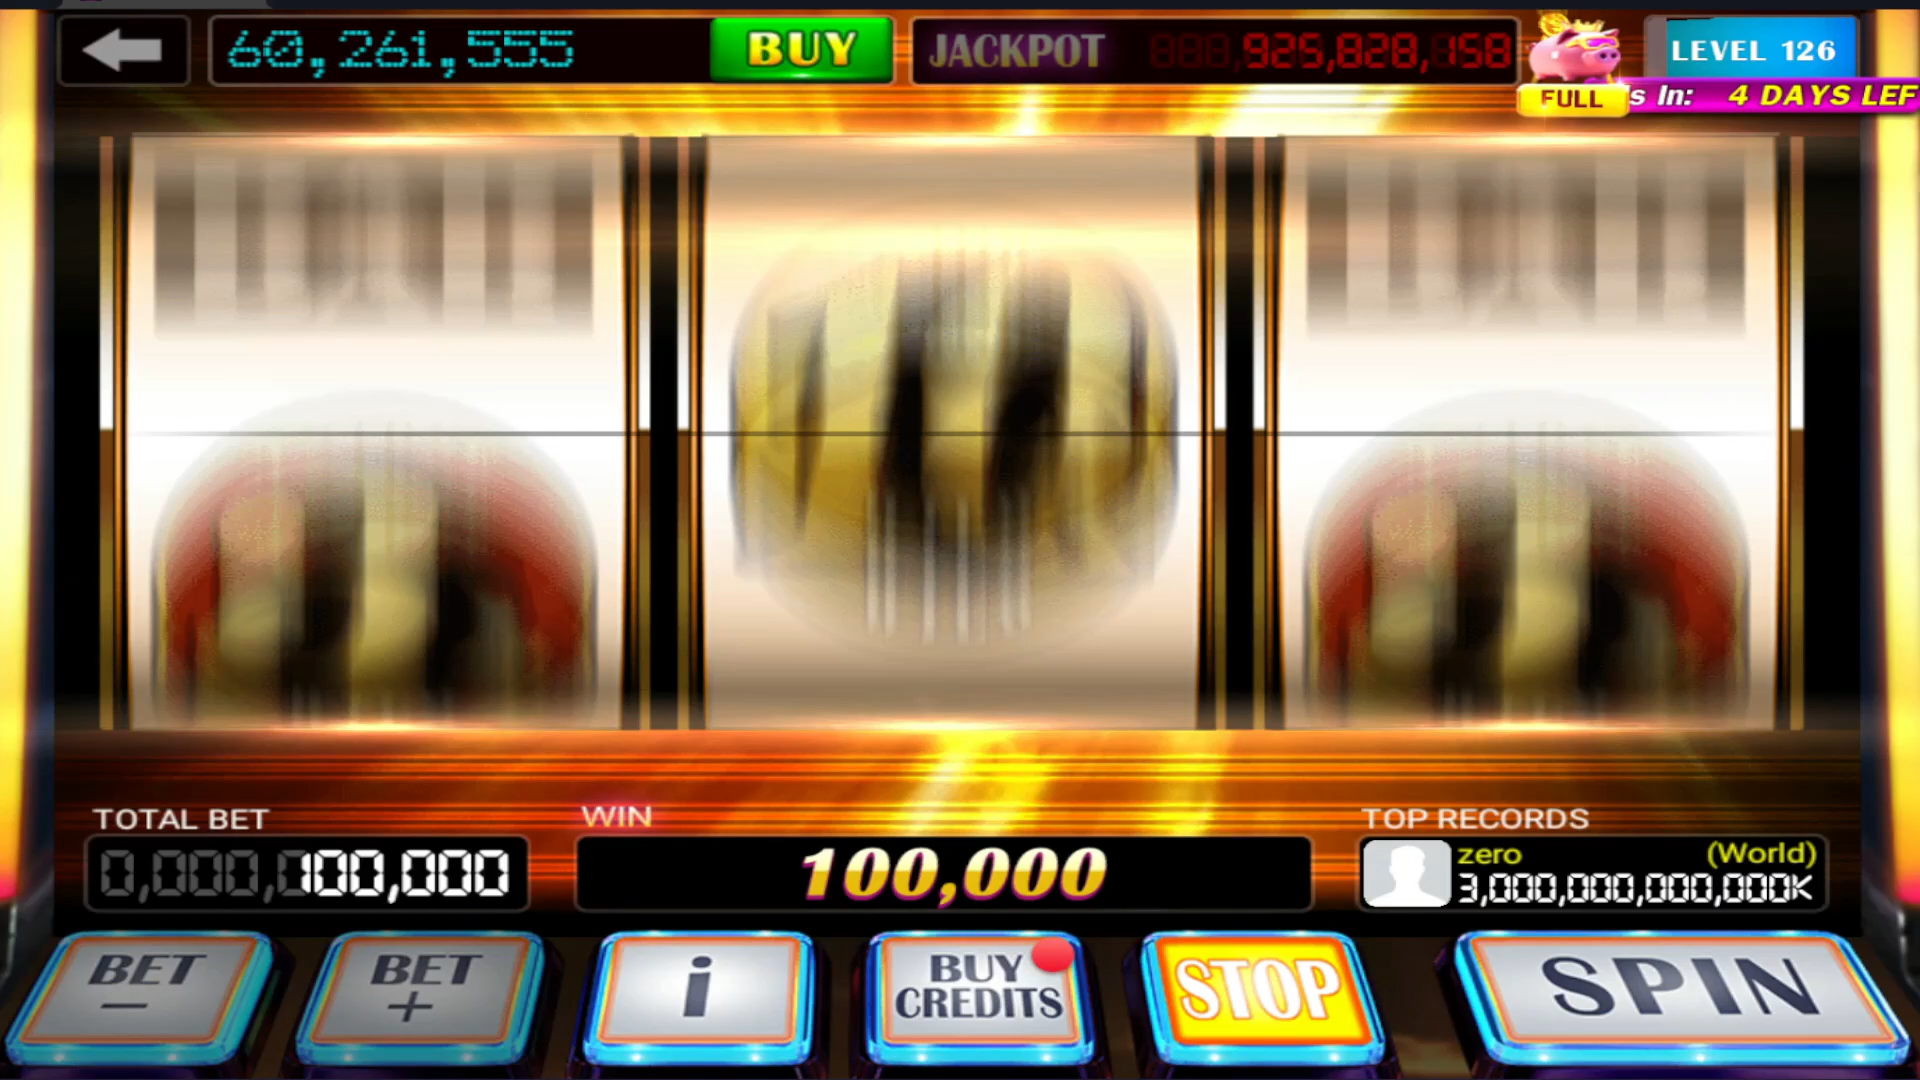 60,261,555
BUY
JACKPOT
925,828,158
LEVEL 126
FULL
s In: 4 DAYS LEF
TOTAL BET
100,000
WIN
100,000
TOP RECORDS
zero (World)
3,000,000,000,000K
BET
-
BET
+
i
BUY
CREDITS
STOP
SPIN